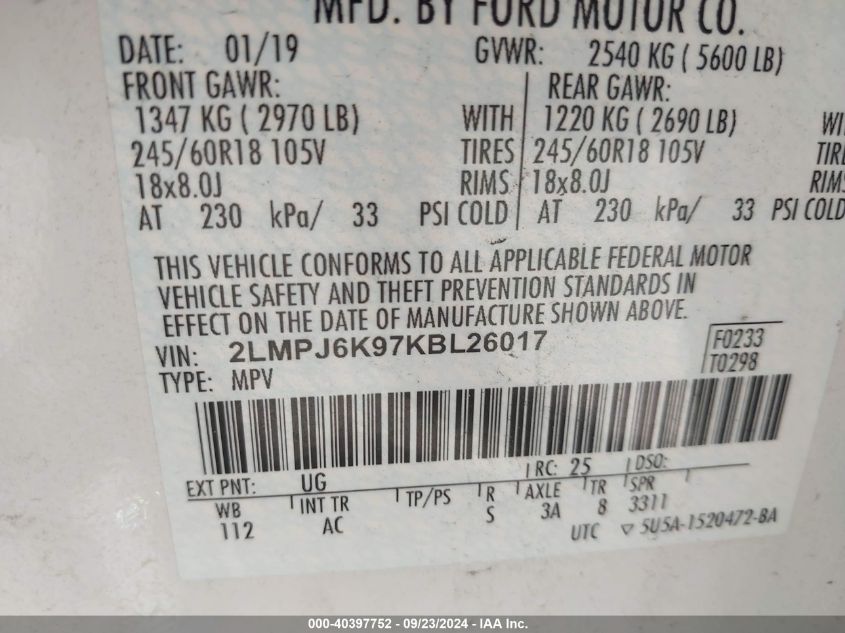 MFD. BY FORD MOTOR CO.
DATE: 01/19 GVWR: 2540 KG ( 5600 LB)
FRONT GAWR: REAR GAWR:
1347 KG ( 2970 LB) WITH 1220 KG ( 2690 LB)
245/60R18 105V TIRES 245/60R18 105V
18x8.0J RIMS 18x8.0J RIMS
AT 230 kPa/ 33 PSI COLD AT 230 kPa/ 33 PSI COLD
THIS VEHICLE CONFORMS TO ALL APPLICABLE FEDERAL MOTOR
VEHICLE SAFETY AND THEFT PREVENTION STANDARDS IN
EFFECT ON THE DATE OF MANUFACTURE SHOWN ABOVE.
VIN: 2LMPJ6K97KBL26017 F0233
TYPE: MPV T0298
EXT PNT: UG RC: 25 DSO:
WB INT TR TP/PS R AXLE TR SPR
112 AC S 3A 8 3311
UTC 5U5A-1520472-BA
000-40397752 - 09/23/2024 - IAA Inc.